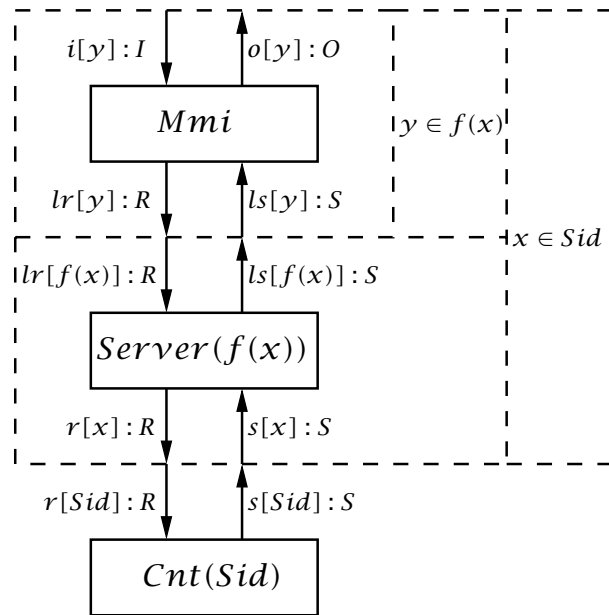 i[y] : I
o[y] : O
Mmi
y ∈ f(x)
lr[y] : R
ls[y] : S
x ∈ Sid
lr[f(x)] : R
ls[f(x)] : S
Server(f(x))
r[x] : R
s[x] : S
r[Sid] : R
s[Sid] : S
Cnt(Sid)